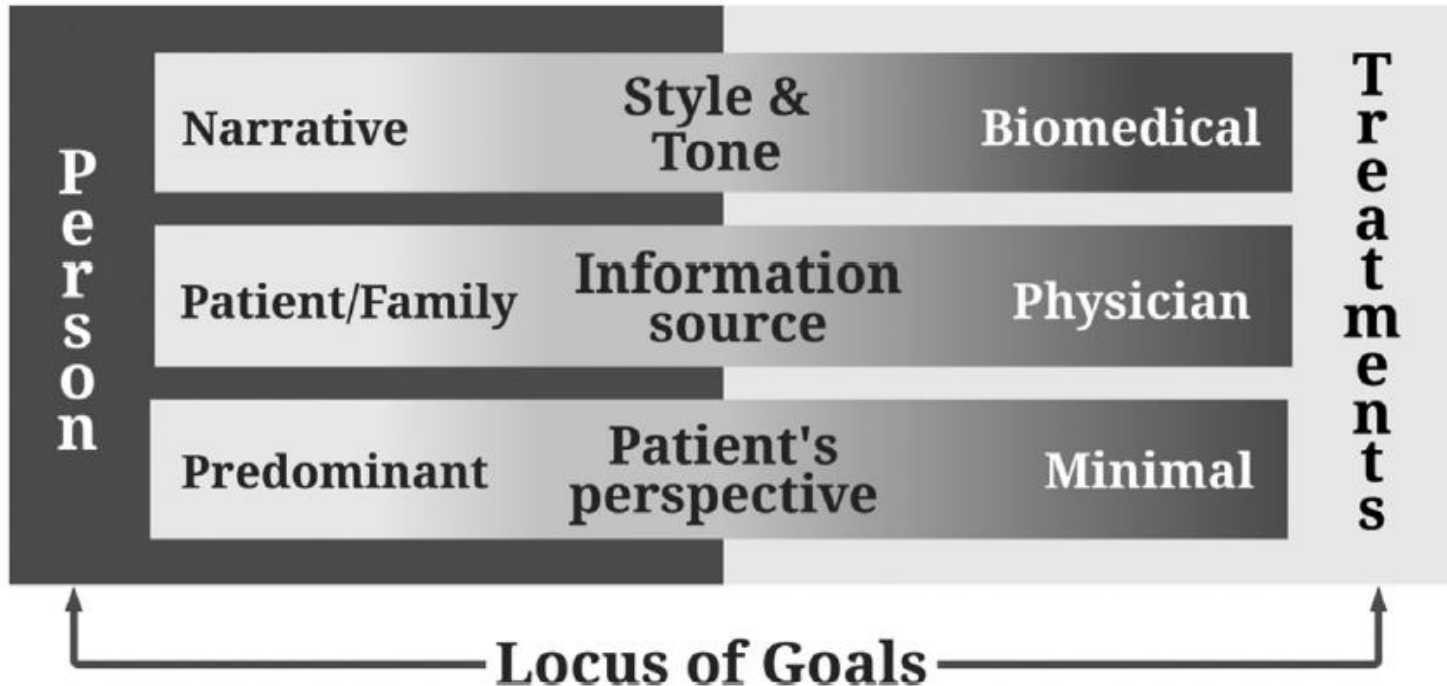 Person
Narrative
Style &
Tone
Biomedical
Patient/Family
Information
source
Physician
Predominant
Patient's
perspective
Minimal
Treatments
Locus of Goals